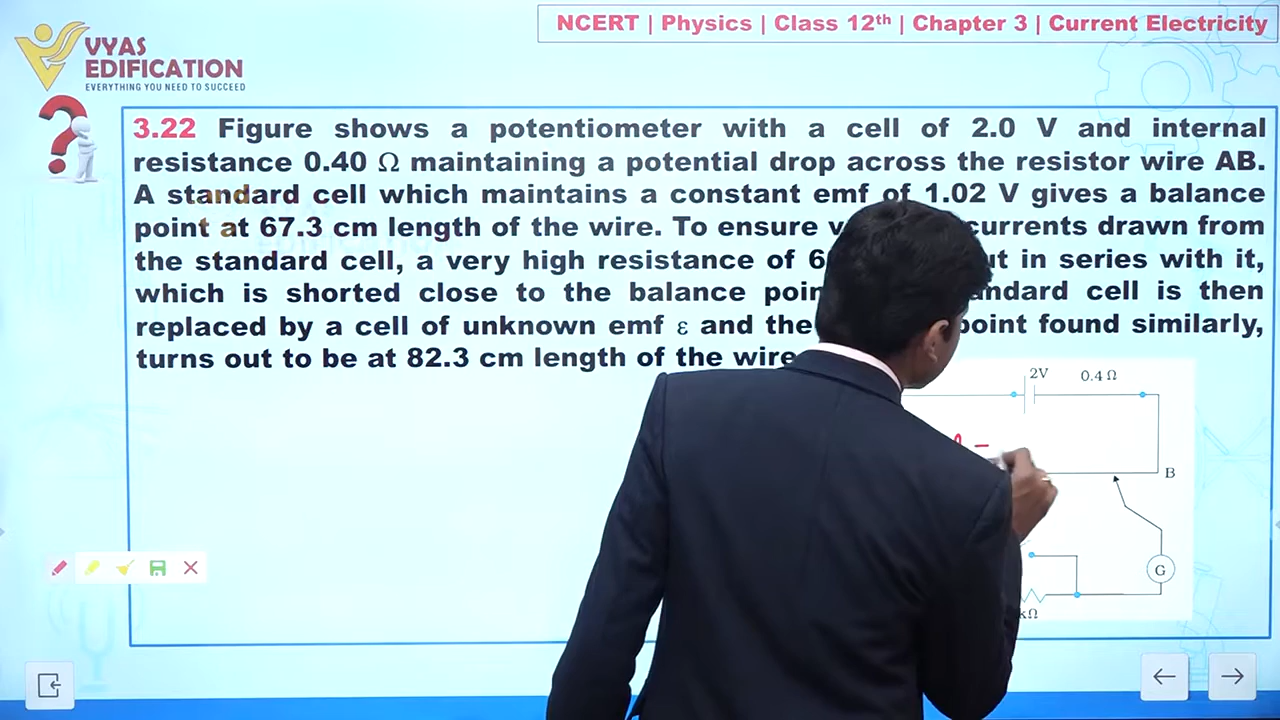 NCERT | Physics | Class 12th | Chapter 3 | Current Electricity
VYAS
EDIFICATION
EVERYTHING YOU NEED TO SUCCEED
3.22 Figure shows a potentiometer with a cell of 2.0 V and internal
resistance 0.40 Ω maintaining a potential drop across the resistor wire AB.
A standard cell which maintains a constant emf of 1.02 V gives a balance
point at 67.3 cm length of the wire. To ensure currents drawn from
the standard cell, a very high resistance of in series with it,
which is shorted close to the balance cell is then
replaced by a cell of unknown emf ε and the found similarly,
turns out to be at 82.3 cm length of the wire
2V 0.4 Ω
B
G
kΩ